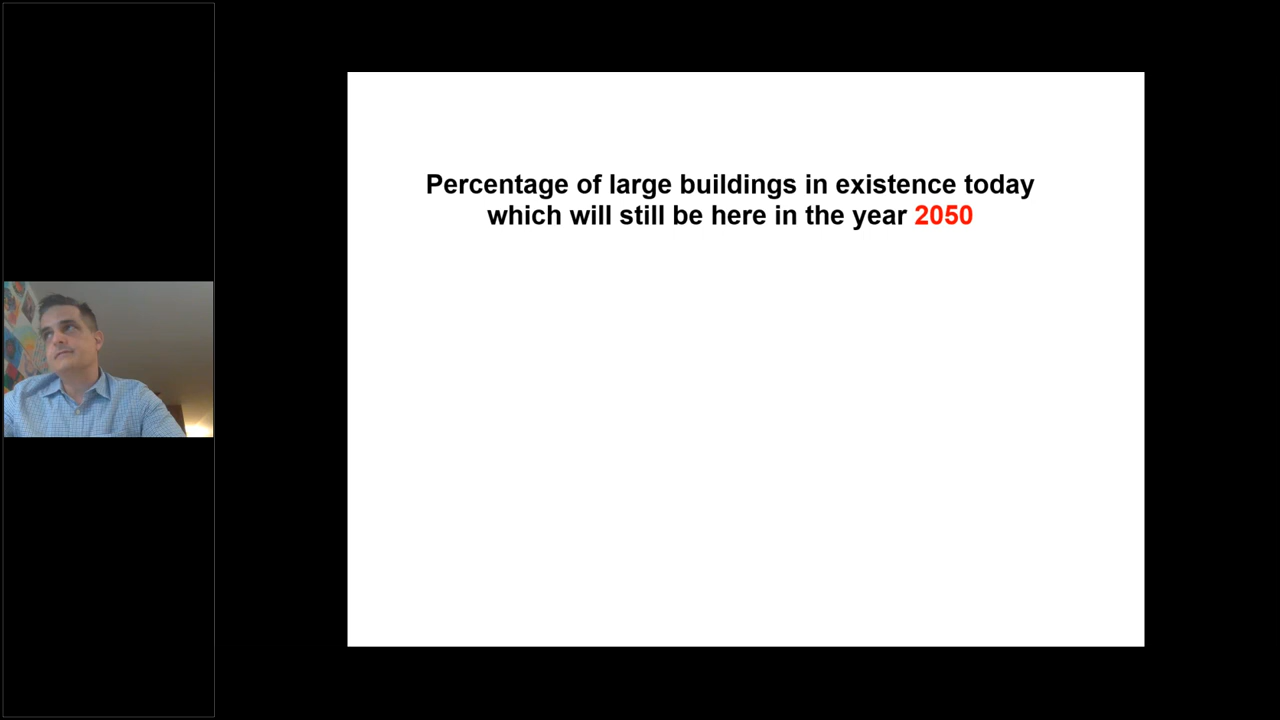 Percentage of large buildings in existence today
which will still be here in the year 2050